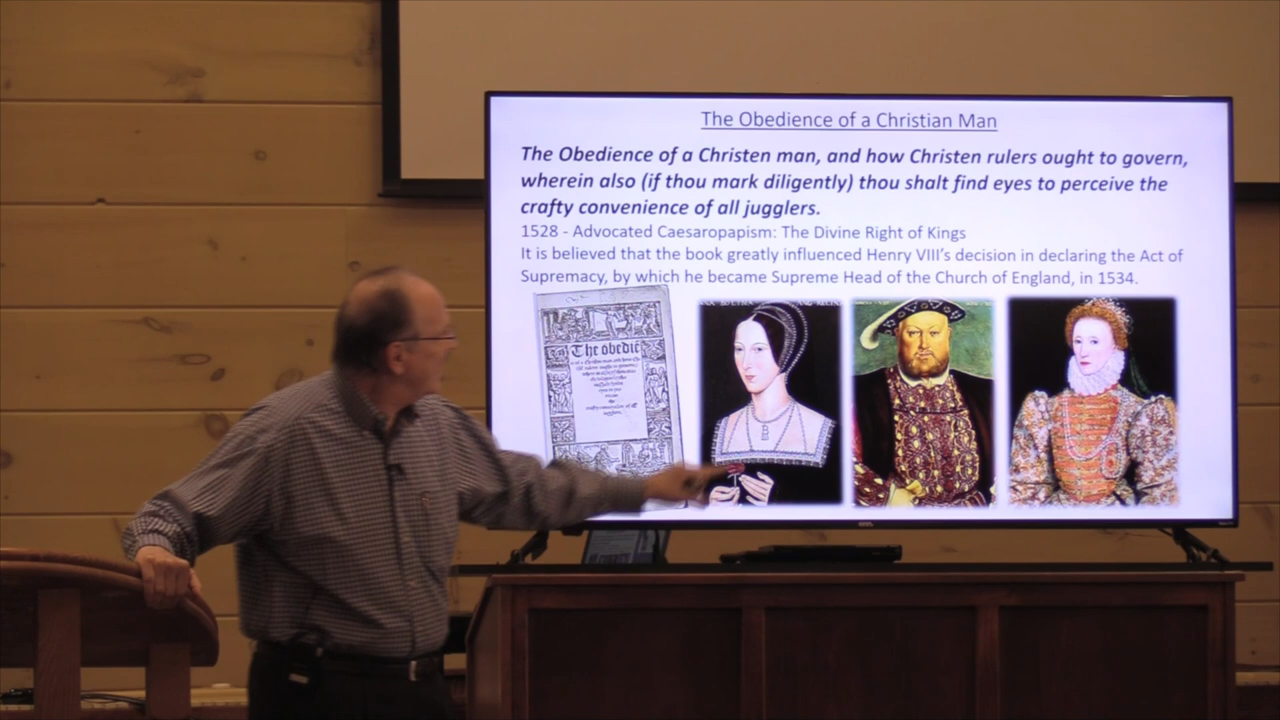 The Obedience of a Christian Man
The Obedience of a Christen man, and how Christen rulers ought to govern,
wherein also (if thou mark diligently) thou shalt find eyes to perceive the
crafty convenience of all jugglers.
1528 - Advocated Caesaropapism: The Divine Right of Kings
It is believed that the book greatly influenced Henry VIII's decision in declaring the Act of
Supremacy, by which he became Supreme Head of the Church of England, in 1534.
The obedie